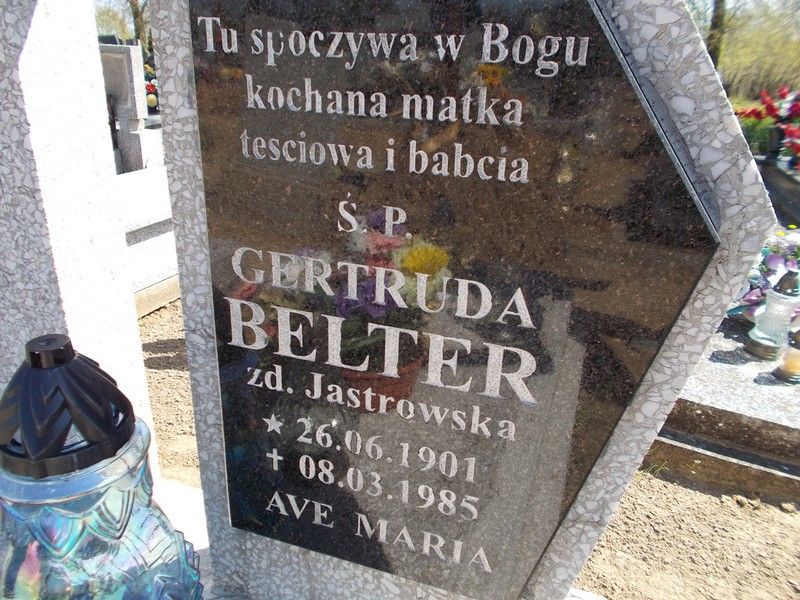 Tu spoczywa w Bogu
kochana matka
tesciowa i babcia
Ś. P.
GERTRUDA
BELTER
zd. Jastrowska
★ 26.06.1901
✝ 08.03.1985
AVE MARIA